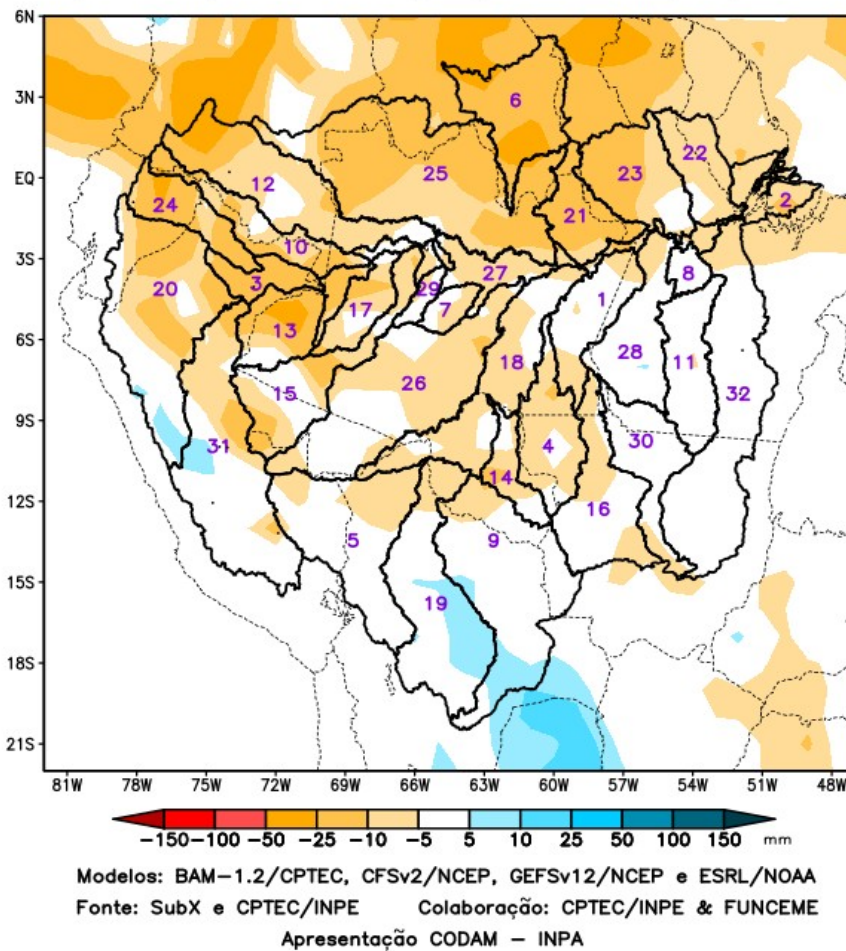 6N
3N
EQ
3S
6S
9S
12S
15S
18S
21S
6
12
25
23
22
24
21
2
10
3
20
27
8
29
1
17
7
13
28
18
11
15
26
32
31
30
4
14
16
5
9
19
81W 78W 75W 72W 69W 66W 63W 60W 57W 54W 51W 48W
-150 -100 -50 -25 -10 -5 5 10 25 50 100 150 mm
Modelos: BAM-1.2/CPTEC, CFSv2/NCEP, GEFSv12/NCEP e ESRL/NOAA
Fonte: SubX e CPTEC/INPE Colaboração: CPTEC/INPE & FUNCEME
Apresentação CODAM - INPA